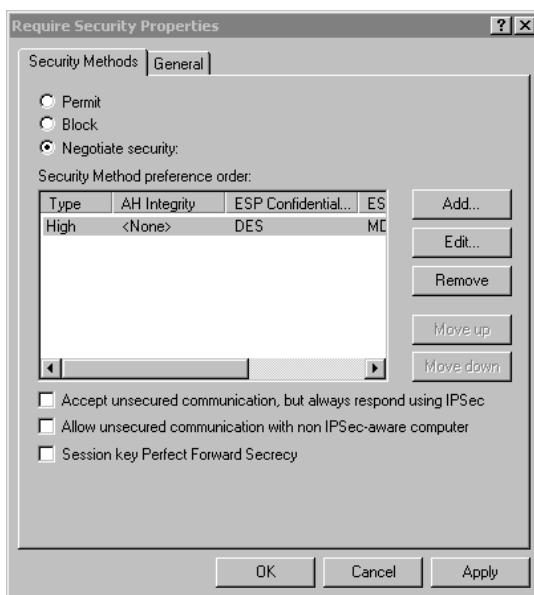 Require Security Properties
Security Methods General
Permit
Block
Negotiate security:
Security Method preference order:
Type AH Integrity ESP Confidential... ES
High <None> DES MD
Add...
Edit...
Remove
Move up
Move down
Accept unsecured communication, but always respond using IPSec
Allow unsecured communication with non IPSec-aware computer
Session key Perfect Forward Secrecy
OK Cancel Apply